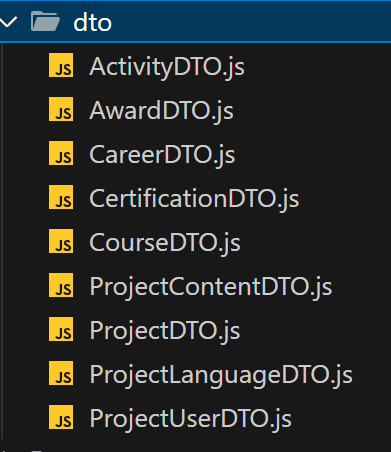 dto
JS ActivityDTO.js
JS AwardDTO.js
JS CareerDTO.js
JS CertificationDTO.js
JS CourseDTO.js
JS ProjectContentDTO.js
JS ProjectDTO.js
JS ProjectLanguageDTO.js
JS ProjectUserDTO.js